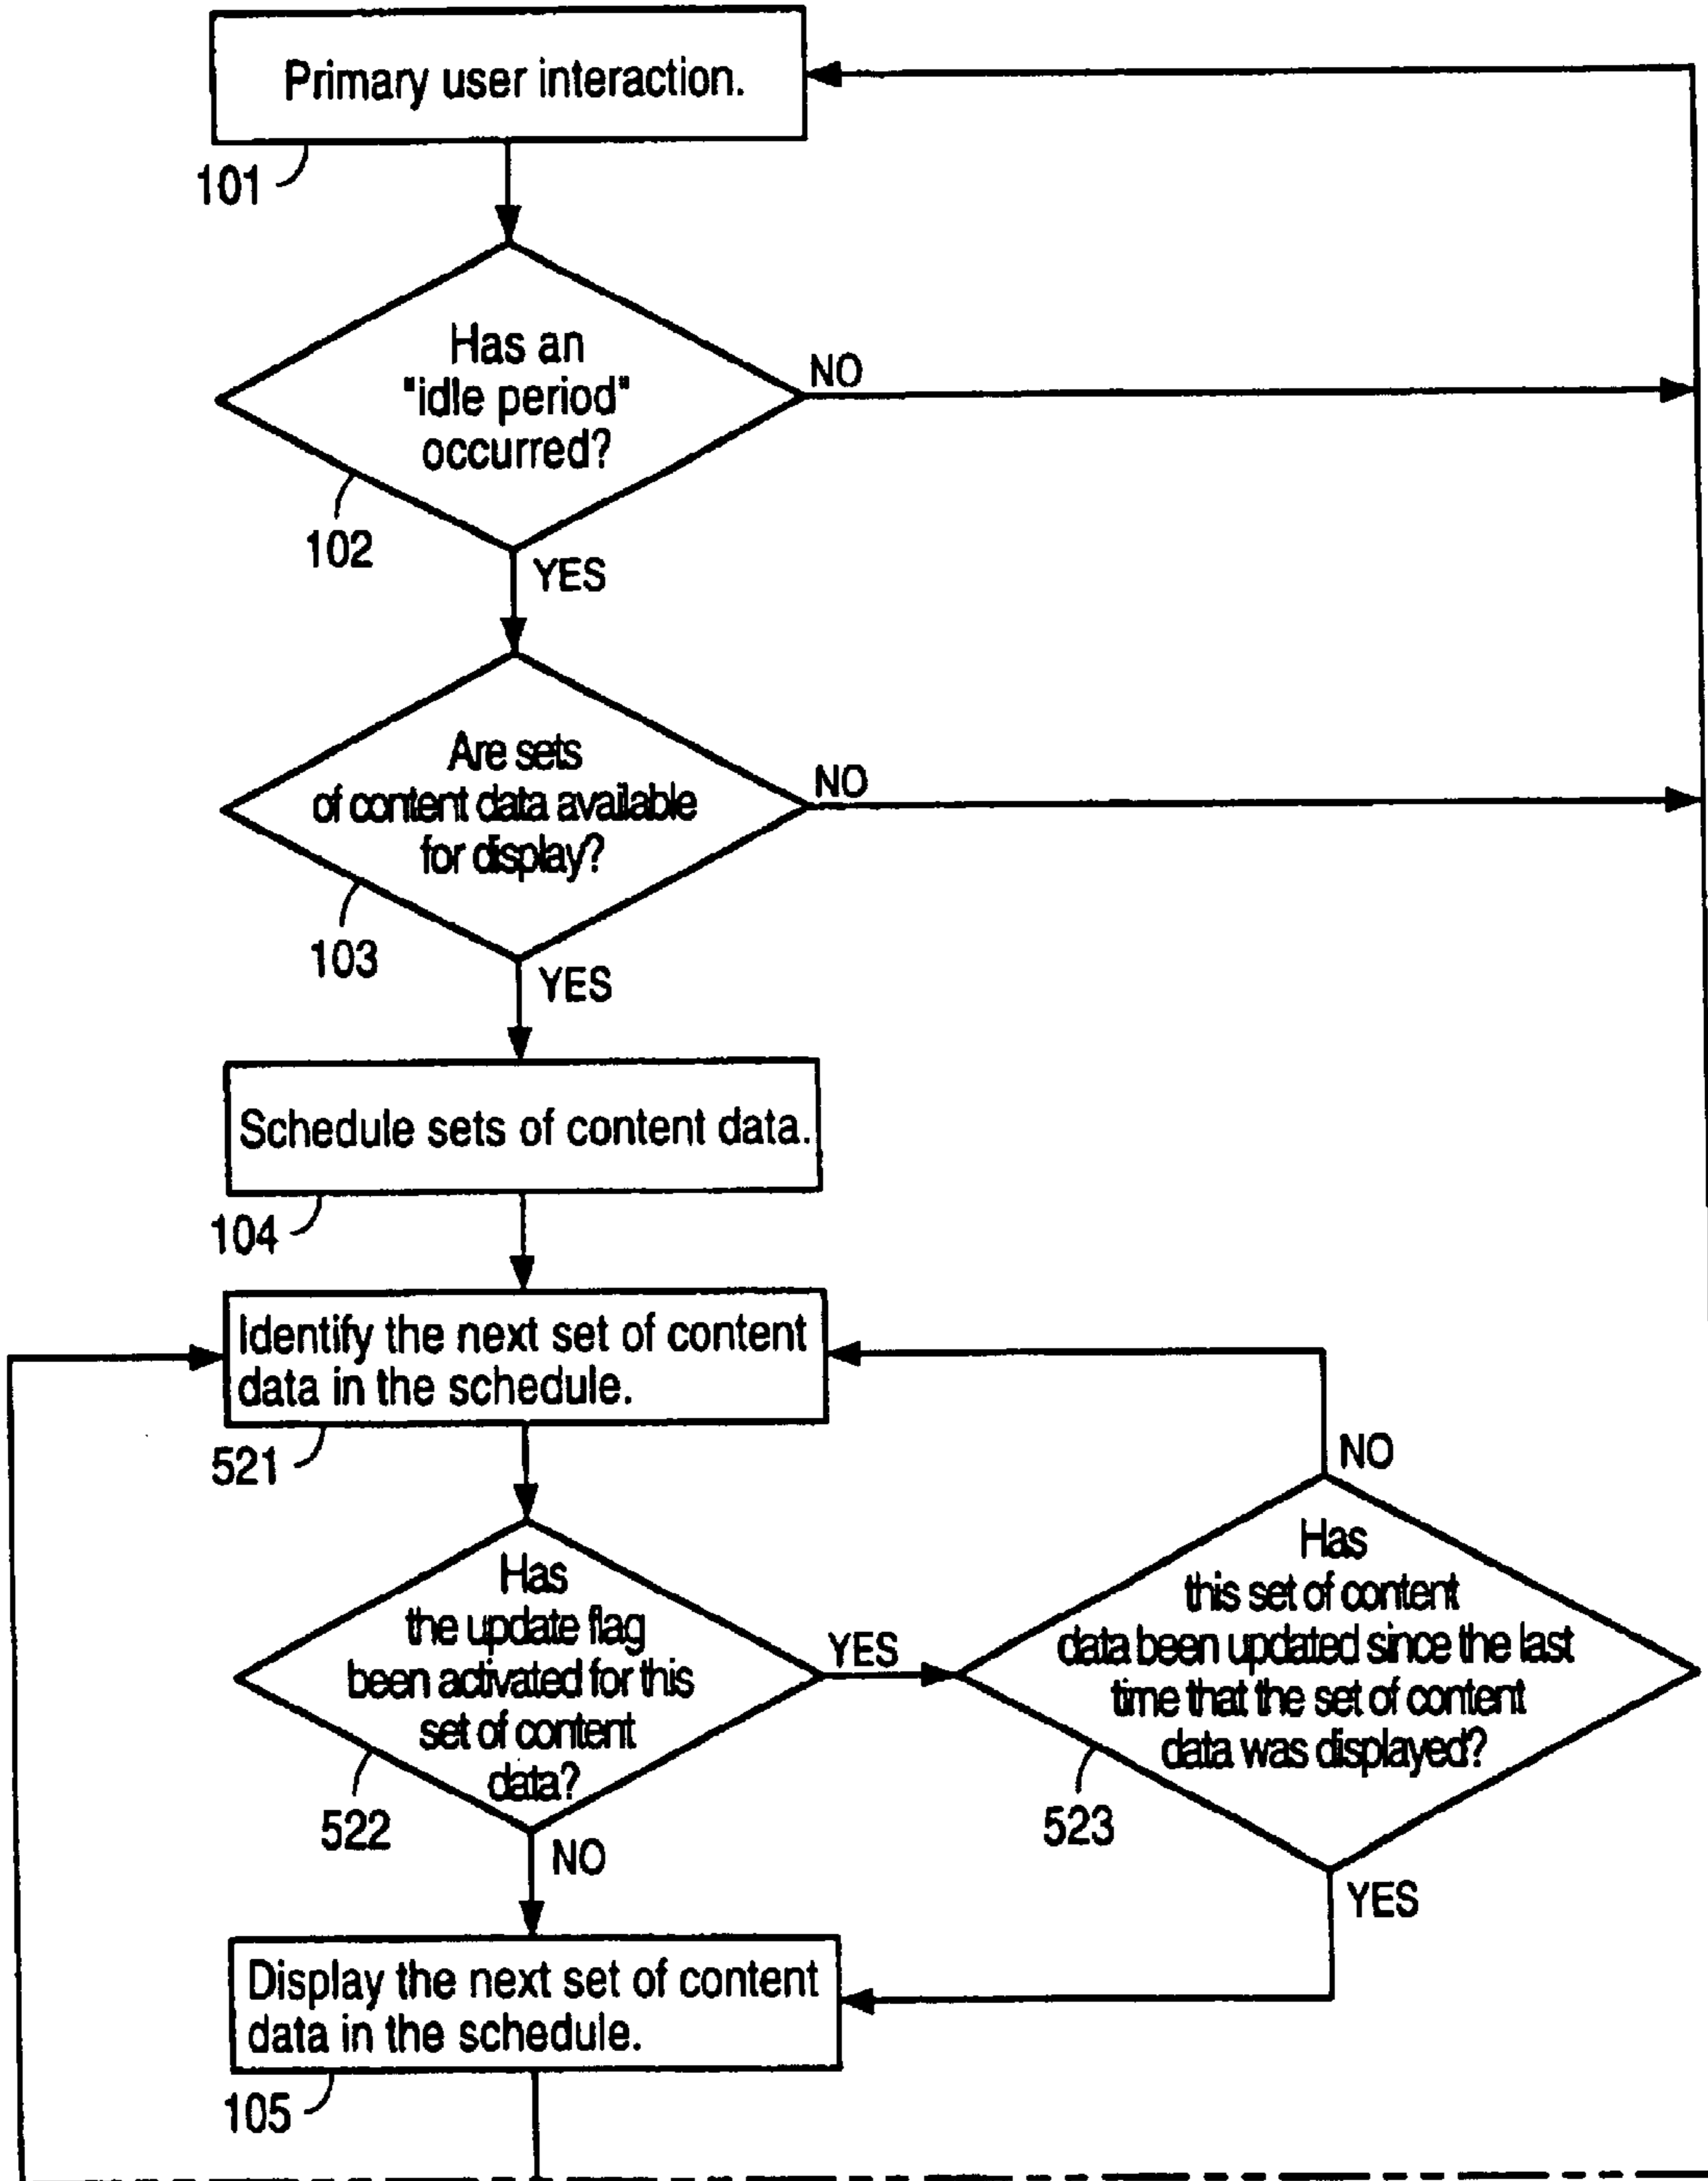 Primary user interaction.
101
Has an
"idle period"
occurred?
NO
102
YES
Are sets
of content data available
for display?
NO
103
YES
Schedule sets of content data.
104
Identify the next set of content
data in the schedule.
521
NO
Has
the update flag
been activated for this
set of content
data?
YES
Has
this set of content
data been updated since the last
time that the set of content
data was displayed?
522
523
NO
YES
Display the next set of content
data in the schedule.
105